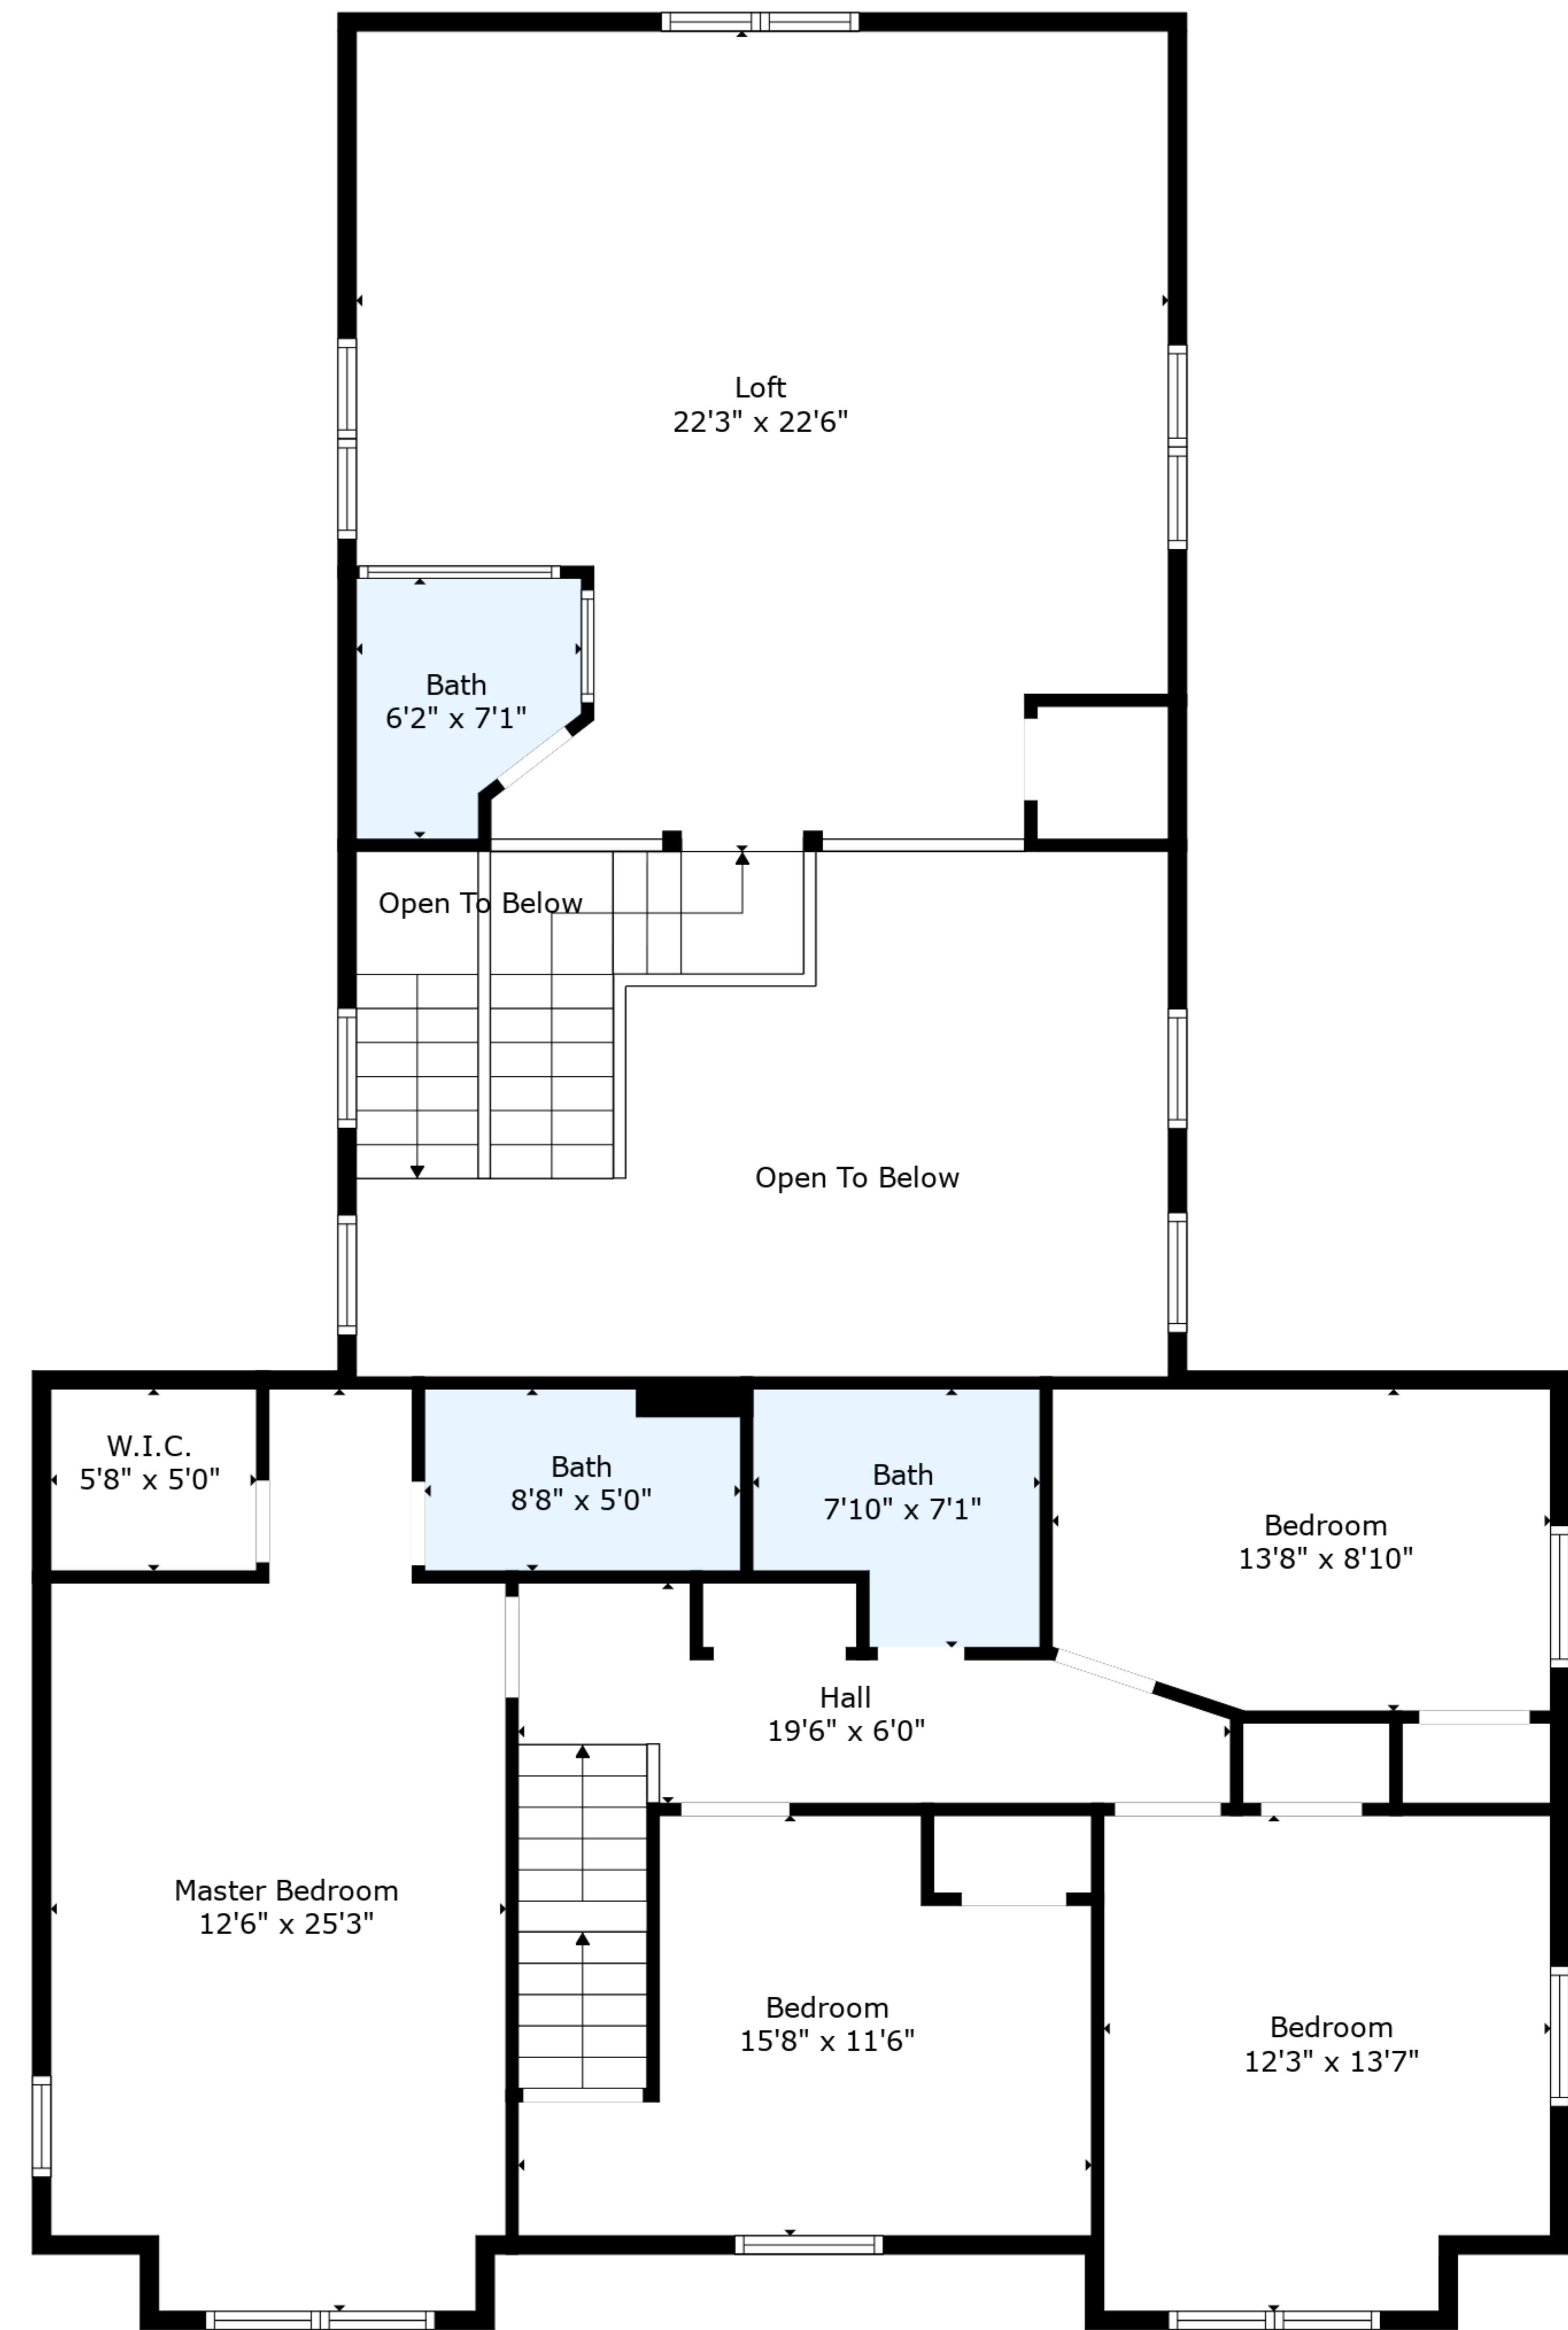 Loft
22'3" x 22'6"
Bath
6'2" x 7'1"
Open To Below
Open To Below
W.I.C.
5'8" x 5'0"
Bath
8'8" x 5'0"
Bath
7'10" x 7'1"
Bedroom
13'8" x 8'10"
Hall
19'6" x 6'0"
Master Bedroom
12'6" x 25'3"
Bedroom
15'8" x 11'6"
Bedroom
12'3" x 13'7"